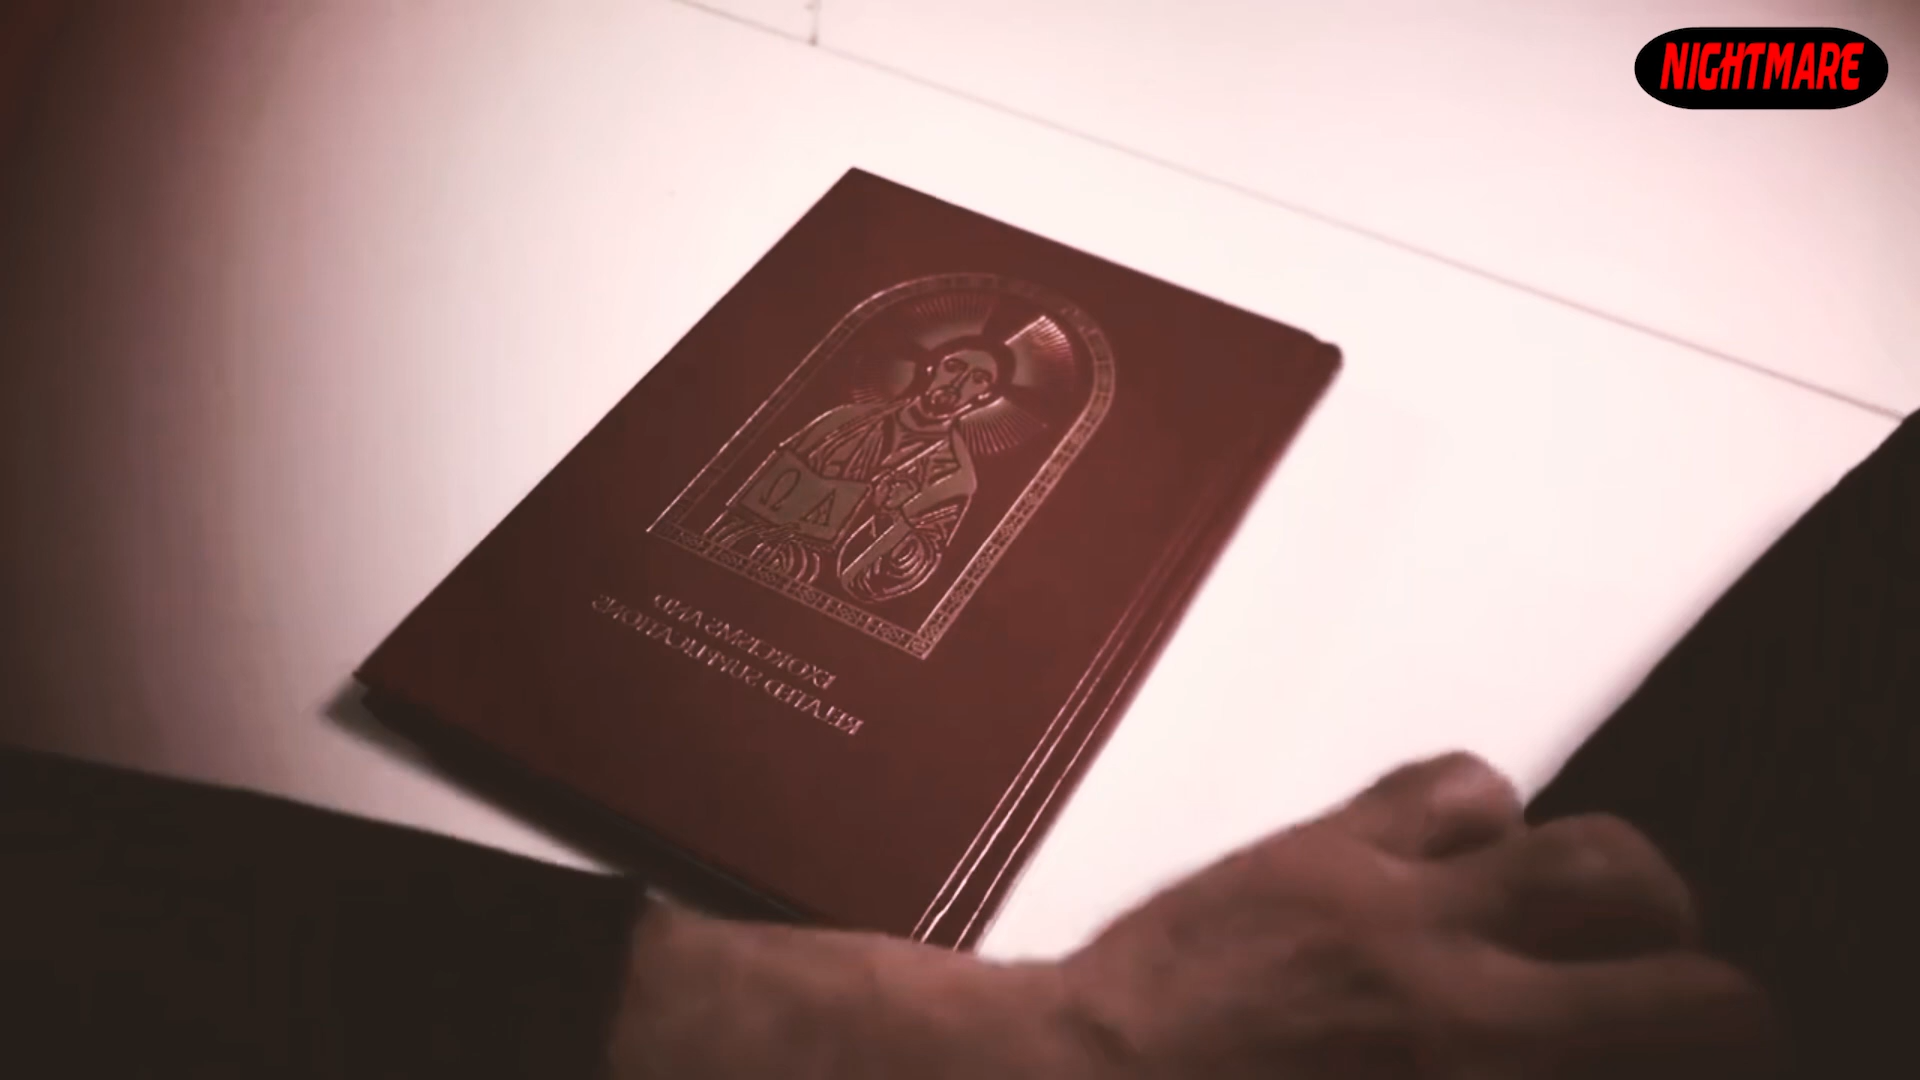 NIGHTMARE
Ω A
EXORCISMS AND
RELATED SUPPLICATIONS